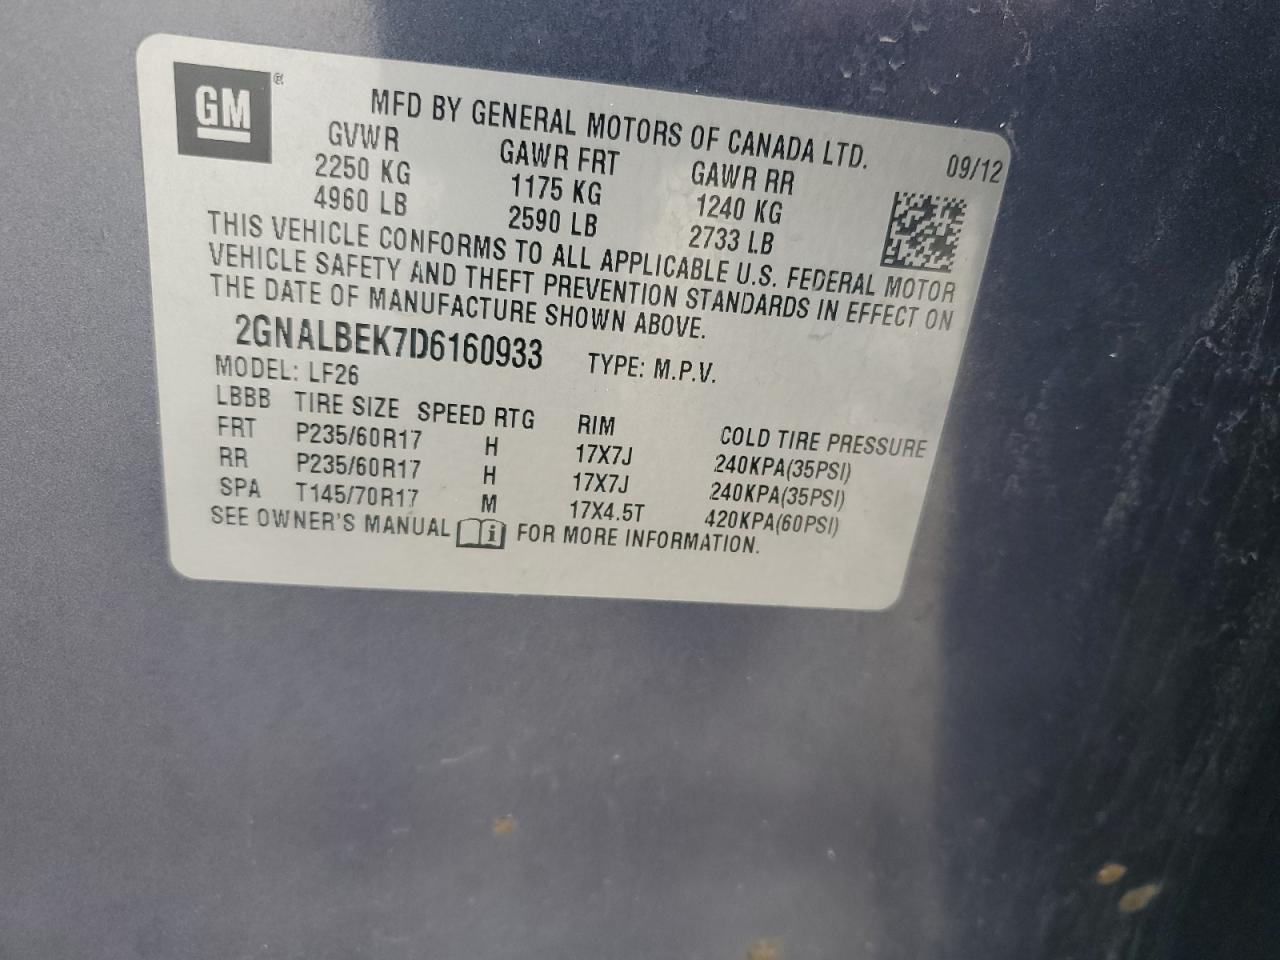 GM ®
MFD BY GENERAL MOTORS OF CANADA LTD.
09/12
GVWR GAWR FRT GAWR RR
2250 KG 1175 KG 1240 KG
4960 LB 2590 LB 2733 LB
THIS VEHICLE CONFORMS TO ALL APPLICABLE U.S. FEDERAL MOTOR
VEHICLE SAFETY AND THEFT PREVENTION STANDARDS IN EFFECT ON
THE DATE OF MANUFACTURE SHOWN ABOVE.
2GNALBEK7D6160933 TYPE: M.P.V.
MODEL: LF26
LBBB TIRE SIZE SPEED RTG RIM COLD TIRE PRESSURE
FRT P235/60R17 H 17X7J 240KPA(35PSI)
RR P235/60R17 H 17X7J 240KPA(35PSI)
SPA T145/70R17 M 17X4.5T 420KPA(60PSI)
SEE OWNER'S MANUAL i FOR MORE INFORMATION.